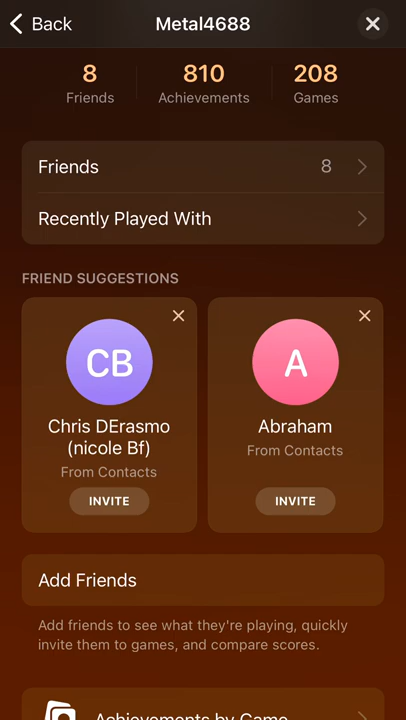 Back
Metal4688
8
810
208
Friends
Achievements
Games
Friends
8
Recently Played With
FRIEND SUGGESTIONS
CB
Chris DErasmo
(nicole Bf)
From Contacts
INVITE
A
Abraham
From Contacts
INVITE
Add Friends
Add friends to see what they're playing, quickly
invite them to games, and compare scores.
Achievements by Game